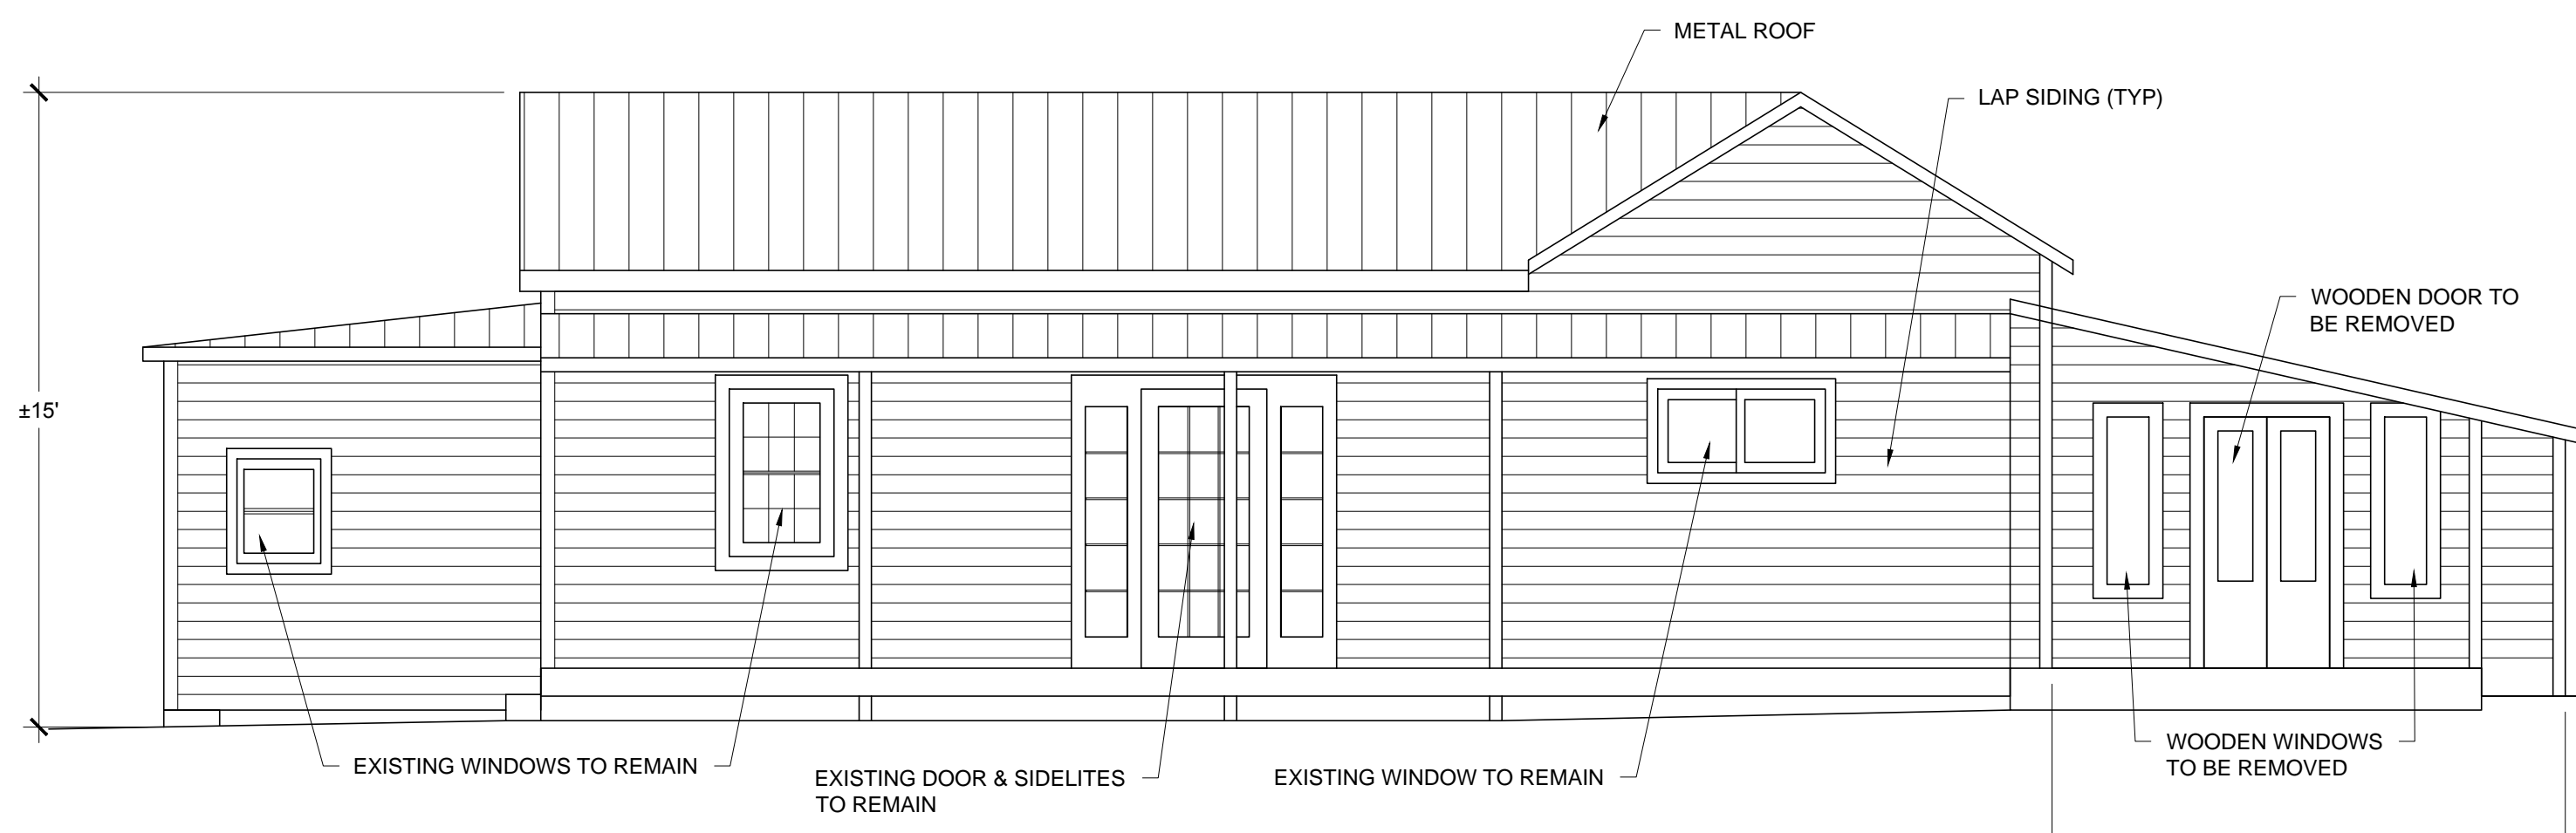 METAL ROOF
LAP SIDING (TYP)
WOODEN DOOR TO
BE REMOVED
±15'
EXISTING WINDOWS TO REMAIN
EXISTING DOOR & SIDELITES
TO REMAIN
EXISTING WINDOW TO REMAIN
WOODEN WINDOWS
TO BE REMOVED